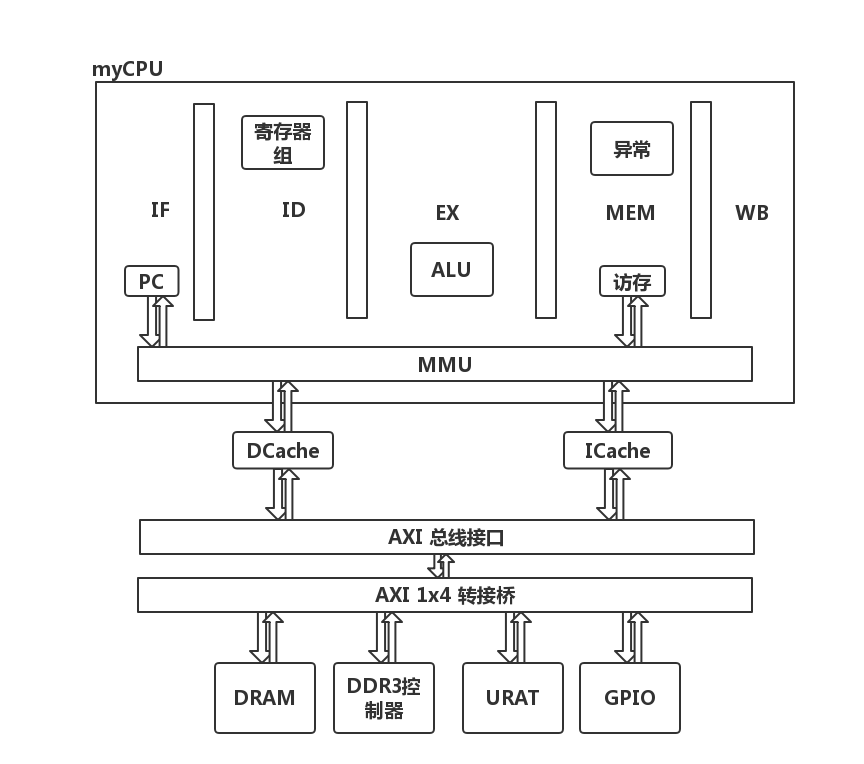 myCPU
寄存器
组
异常
IF
ID
EX
MEM
WB
PC
ALU
访存
MMU
DCache
ICache
AXI 总线接口
AXI 1x4 转接桥
DRAM
DDR3控
制器
URAT
GPIO